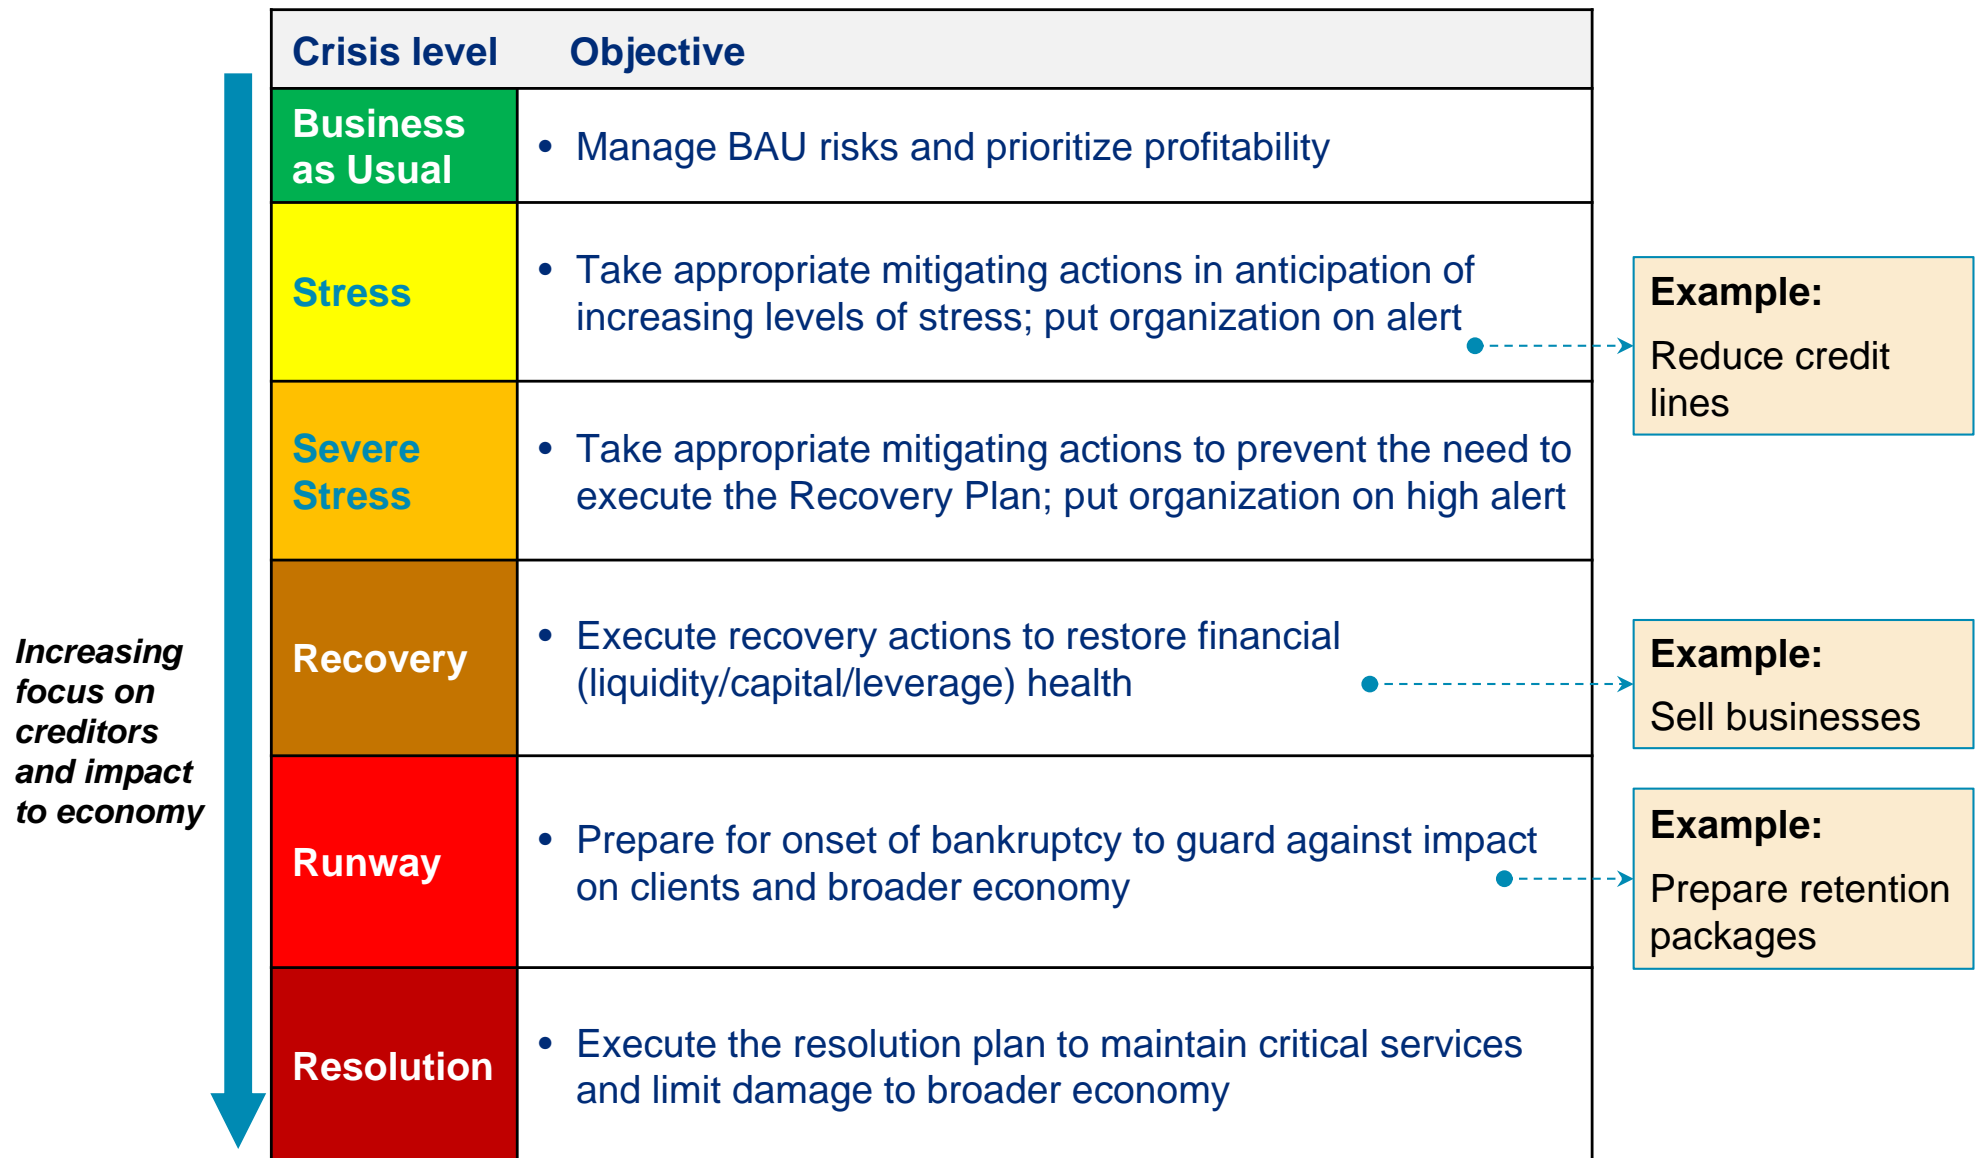 Crisis level Objective
Business
as Usual
• Manage BAU risks and prioritize profitability
Stress
• Take appropriate mitigating actions in anticipation of
increasing levels of stress; put organization on alert
Example:
Reduce credit
lines
Severe
Stress
• Take appropriate mitigating actions to prevent the need to
execute the Recovery Plan; put organization on high alert
Increasing
focus on
creditors
and impact
to economy
Recovery
• Execute recovery actions to restore financial
(liquidity/capital/leverage) health
Example:
Sell businesses
Runway
• Prepare for onset of bankruptcy to guard against impact
on clients and broader economy
Example:
Prepare retention
packages
Resolution
• Execute the resolution plan to maintain critical services
and limit damage to broader economy